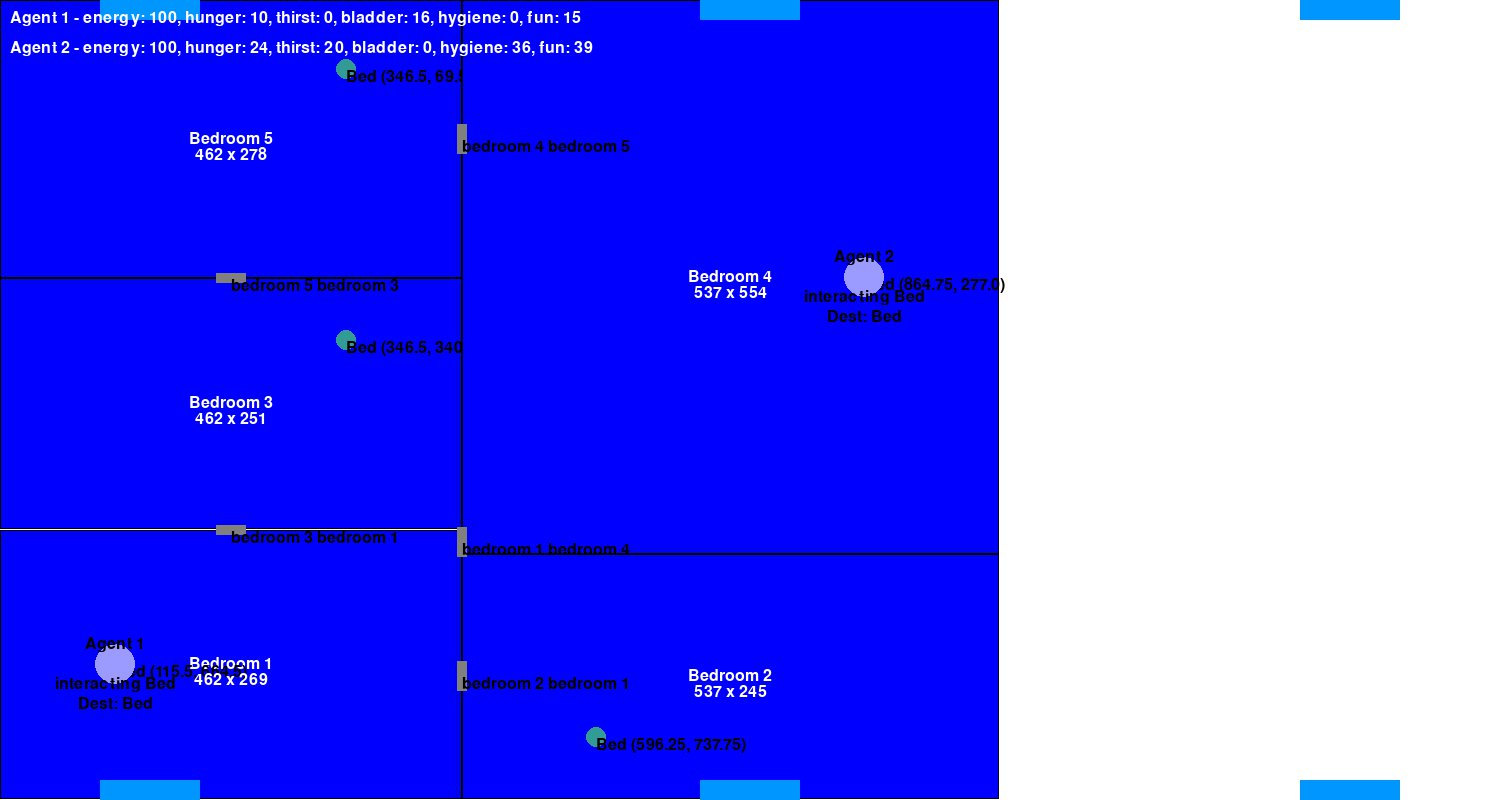 Agent 1 - energy: 100, hunger: 10, thirst: 0, bladder: 16, hygiene: 0, fun: 15
Agent 2 - energy: 100, hunger: 24, thirst: 20, bladder: 0, hygiene: 36, fun: 39
Bed (346.5, 69.5
Bedroom 5
462 x 278
bedroom 4 bedroom 5
Agent 2
Bedroom 4
537 x 554
d (864.75, 277.0)
interacting Bed
Dest: Bed
bedroom 5 bedroom 3
Bed (346.5, 340
Bedroom 3
462 x 251
bedroom 3 bedroom 1
bedroom 1 bedroom 4
Agent 1
Bedroom 1
462 x 269
d (115.5,
interacting Bed
Dest: Bed
bedroom 2 bedroom 1
Bedroom 2
537 x 245
Bed (596.25, 737.75)